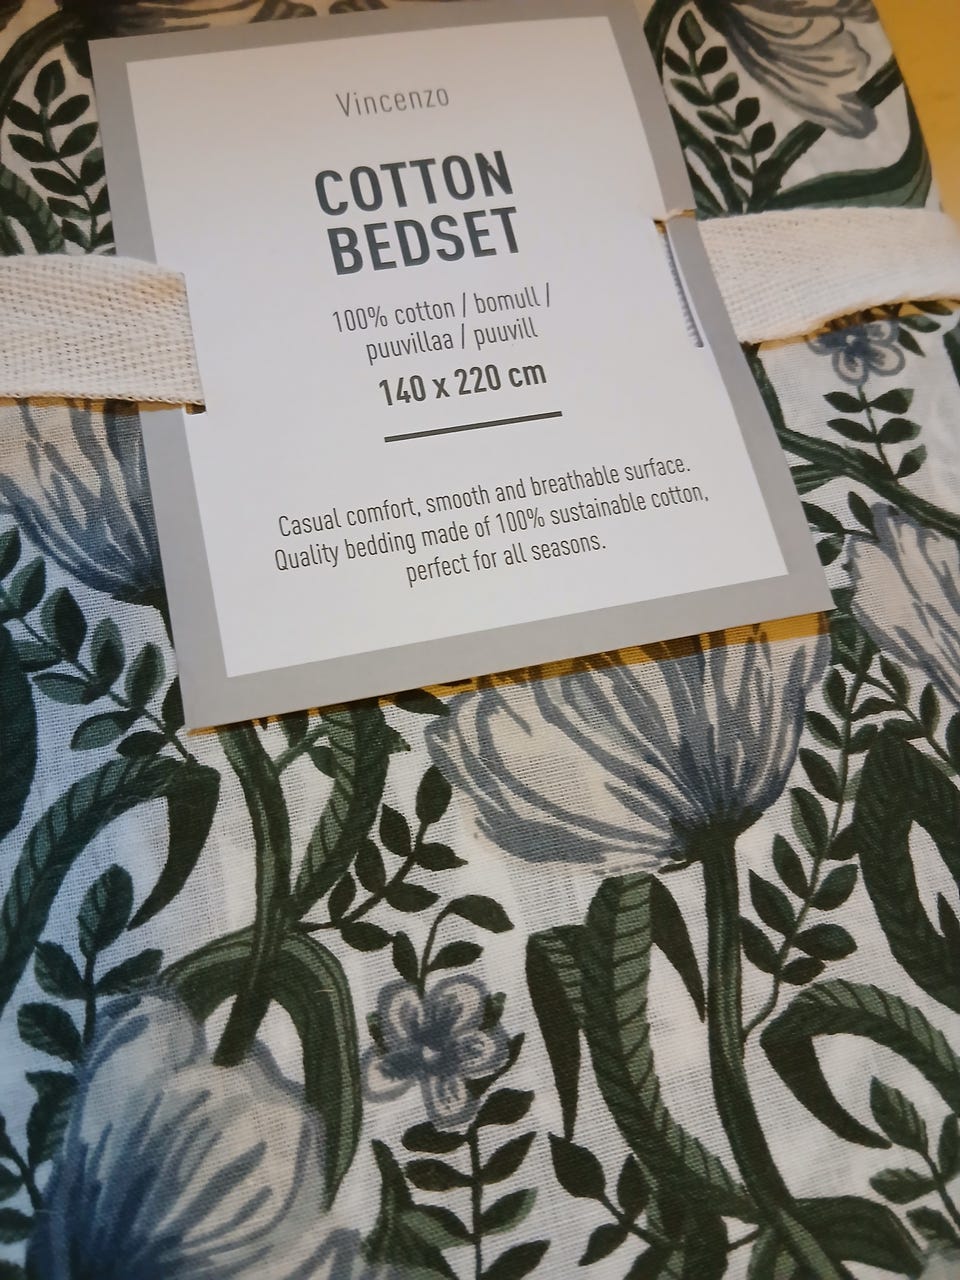 Vincenzo
COTTON
BEDSET
100% cotton / bomull /
puuvillaa / puuvill
140 x 220 cm
Casual comfort, smooth and breathable surface.
Quality bedding made of 100% sustainable cotton,
perfect for all seasons.